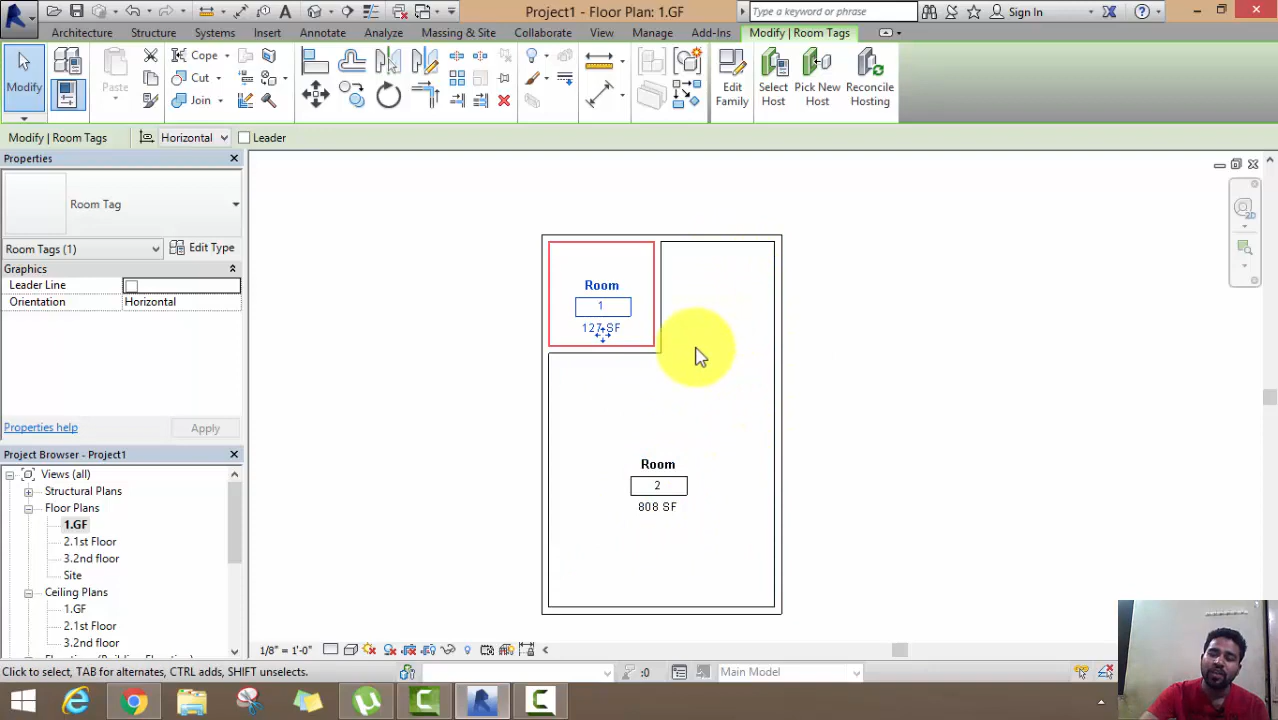 Project1 - Floor Plan: 1.GF
Type a keyword or phrase
Sign In
Architecture
Structure
Systems
Insert
Annotate
Analyze
Massing & Site
Collaborate
View
Manage
Add-Ins
Modify | Room Tags
Modify
Paste
Cope
Cut
Join
Edit
Family
Select
Host
Pick New
Host
Reconcile
Hosting
Modify | Room Tags
Horizontal
Leader
Properties
Room Tag
Room Tags (1)
Edit Type
Graphics
Leader Line
Orientation
Horizontal
Properties help
Apply
Project Browser - Project1
Views (all)
Structural Plans
Floor Plans
1.GF
2.1st Floor
3.2nd floor
Site
Ceiling Plans
1.GF
2.1st Floor
3.2nd floor
Room
1
127 SF
Room
2
808 SF
1/8" = 1'-0"
Click to select, TAB for alternates, CTRL adds, SHIFT unselects.
:0
Main Model